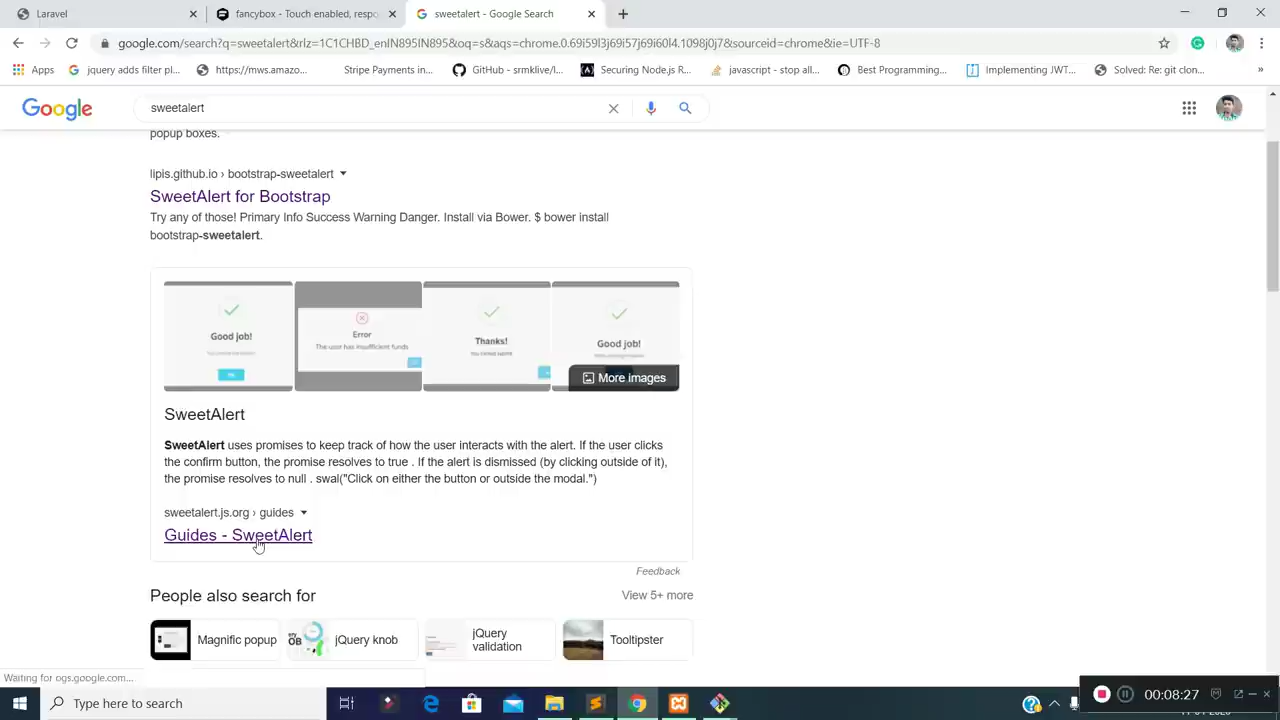 Laravel
fancybox - Touch enabled, respo
sweetalert - Google Search
google.com/search?q=sweetalert&rlz=1C1CHBD_enIN895IN895&oq=s&aqs=chrome.0.69i59l3j69i57j69i60l4.1098j0j7&sourceid=chrome&ie=UTF-8
Apps
jquery adds filter pl...
https://mws.amazo...
Stripe Payments in...
GitHub - srmklive/l...
Securing Node.js R...
javascript - stop all...
Best Programming...
Implementing JWT...
Solved: Re: git clon...
Google
sweetalert
popup boxes.
lipis.github.io › bootstrap-sweetalert
SweetAlert for Bootstrap
Try any of those! Primary Info Success Warning Danger. Install via Bower. $ bower install
bootstrap-sweetalert.
Good job!
Error
The user has insufficient funds
Thanks!
Good job!
More images
SweetAlert
SweetAlert uses promises to keep track of how the user interacts with the alert. If the user clicks
the confirm button, the promise resolves to true . If the alert is dismissed (by clicking outside of it),
the promise resolves to null . swal("Click on either the button or outside the modal.")
sweetalert.js.org › guides
Guides - SweetAlert
Feedback
People also search for
View 5+ more
Magnific popup
jQuery knob
jQuery
validation
Tooltipster
Waiting for ogs.google.com...
Type here to search
00:08:27